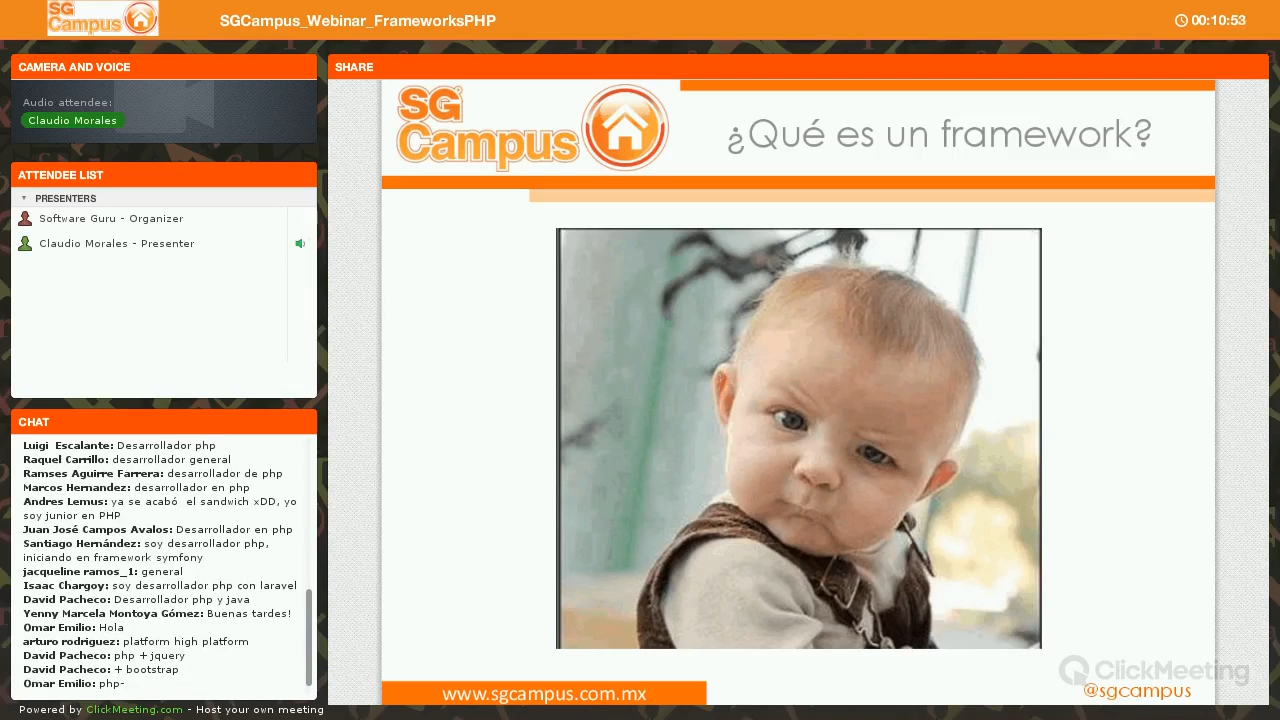 SG
Campus
SGCampus_Webinar_FrameworksPHP
00:10:53
CAMERA AND VOICE
Audio attendee:
Claudio Morales
ATTENDEE LIST
PRESENTERS
Software Guru - Organizer
Claudio Morales - Presenter
CHAT
Luigi Escalante: Desarrollador php
Raquel Carrillo: desarrollador general
Ramses Aguirre Farrera: desarrollador de php
Marcos Hernandez: desarrollador en php
Andres Lemus: ya se acabó el sandwich xDD, yo
soy junior en PHP
Juan José Campos Avalos: Desarrollador en php
Santiago Hernández: soy desarrollador php,
iniciando en framework symfony
jacqueline ramos_1: general
Isaac Chargoy: soy desarrollador php con laravel
David Pacheco: Desarrollador php y java
Yenny Marcela Montoya Gómez: Buenas tardes!
Omar Emilio: Hola
arturo rodriguez: platform high platform
David Pacheco: php + jquery
David Pacheco: + bootstrap
Omar Emilio: php-
Powered by ClickMeeting.com - Host your own meeting
SHARE
SG
Campus
¿Qué es un framework?
www.sgcampus.com.mx
ClickMeeting
@sgcampus